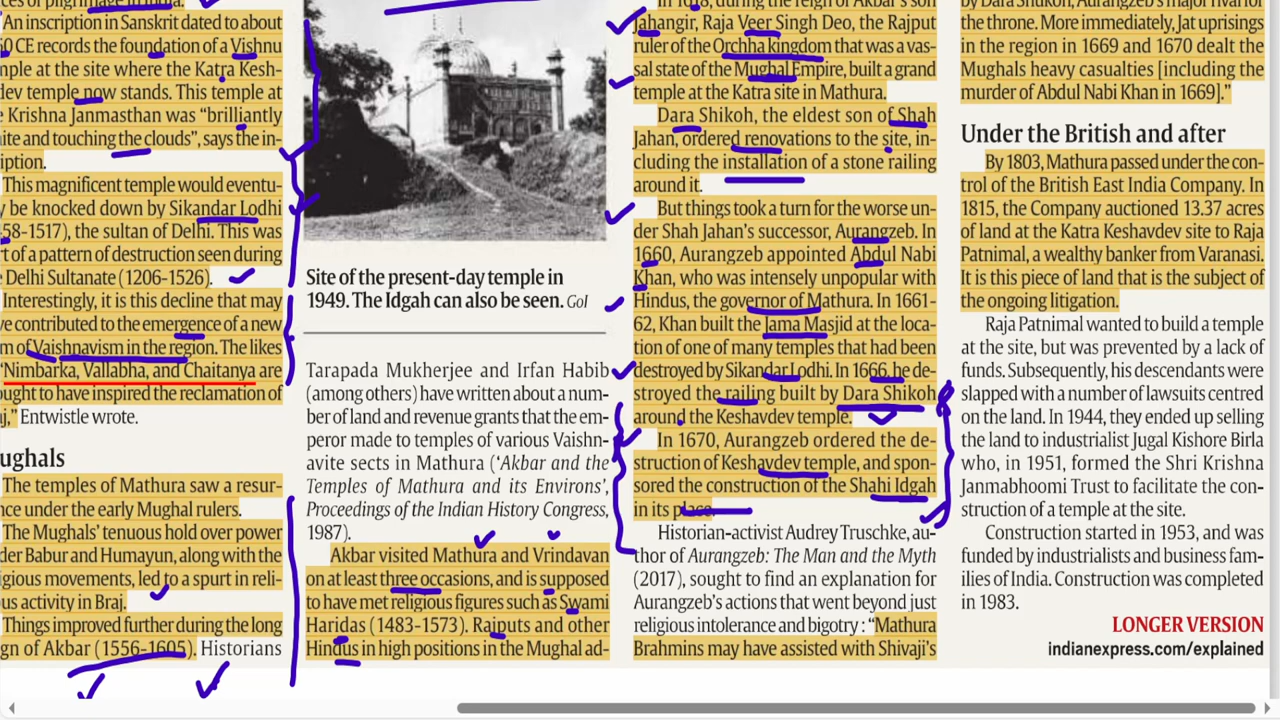 An inscription in Sanskrit dated to about
CE records the foundation of a Vishnu
at the site where the Katra Kesh-
temple now stands. This temple at
Krishna Janmasthan was “brilliantly
and touching the clouds”, says the in-
This magnificent temple would eventu-
be knocked down by Sikandar Lodhi
58-1517), the sultan of Delhi. This was
of a pattern of destruction seen during
Delhi Sultanate (1206-1526).
Interestingly, it is this decline that may
contributed to the emergence of a new
of Vaishnavism in the region. The likes
‘Nimbarka, Vallabha, and Chaitanya are
to have inspired the reclamation of
Entwistle wrote.
ughals
The temples of Mathura saw a resur-
under the early Mughal rulers.
The Mughals’ tenuous hold over power
Babur and Humayun, along with the
movements, led to a spurt in reli-
activity in Braj.
Things improved further during the long
of Akbar (1556-1605). Historians
Site of the present-day temple in
1949. The Idgah can also be seen. GoI
Tarapada Mukherjee and Irfan Habib
(among others) have written about a num-
ber of land and revenue grants that the em-
peror made to temples of various Vaishn-
avite sects in Mathura (‘Akbar and the
Temples of Mathura and its Environs’,
Proceedings of the Indian History Congress,
1987).
Akbar visited Mathura and Vrindavan
on at least three occasions, and is supposed
to have met religious figures such as Swami
Haridas (1483-1573). Rajputs and other
Hindus in high positions in the Mughal ad-
during the reign of Akbar’s son
Jahangir, Raja Veer Singh Deo, the Rajput
ruler of the Orchha kingdom that was a vas-
sal state of the Mughal Empire, built a grand
temple at the Katra site in Mathura.
Dara Shikoh, the eldest son of Shah
Jahan, ordered renovations to the site, in-
cluding the installation of a stone railing
around it.
But things took a turn for the worse un-
der Shah Jahan’s successor, Aurangzeb. In
1660, Aurangzeb appointed Abdul Nabi
Khan, who was intensely unpopular with
Hindus, the governor of Mathura. In 1661-
62, Khan built the Jama Masjid at the loca-
tion of one of many temples that had been
destroyed by Sikandar Lodhi. In 1666, he de-
stroyed the railing built by Dara Shikoh
around the Keshavdev temple.
In 1670, Aurangzeb ordered the de-
struction of Keshavdev temple, and spon-
sored the construction of the Shahi Idgah
in its place.
Historian-activist Audrey Truschke, au-
thor of Aurangzeb: The Man and the Myth
(2017), sought to find an explanation for
Aurangzeb’s actions that went beyond just
religious intolerance and bigotry : “Mathura
Brahmins may have assisted with Shivaji’s
by Dara Shukoh, Aurangzeb’s major rival for
the throne. More immediately, Jat uprisings
in the region in 1669 and 1670 dealt the
Mughals heavy casualties [including the
murder of Abdul Nabi Khan in 1669].”
Under the British and after
By 1803, Mathura passed under the con-
trol of the British East India Company. In
1815, the Company auctioned 13.37 acres
of land at the Katra Keshavdev site to Raja
Patnimal, a wealthy banker from Varanasi.
It is this piece of land that is the subject of
the ongoing litigation.
Raja Patnimal wanted to build a temple
at the site, but was prevented by a lack of
funds. Subsequently, his descendants were
slapped with a number of lawsuits centred
on the land. In 1944, they ended up selling
the land to industrialist Jugal Kishore Birla
who, in 1951, formed the Shri Krishna
Janmabhoomi Trust to facilitate the con-
struction of a temple at the site.
Construction started in 1953, and was
funded by industrialists and business fam-
ilies of India. Construction was completed
in 1983.
LONGER VERSION
indianexpress.com/explained